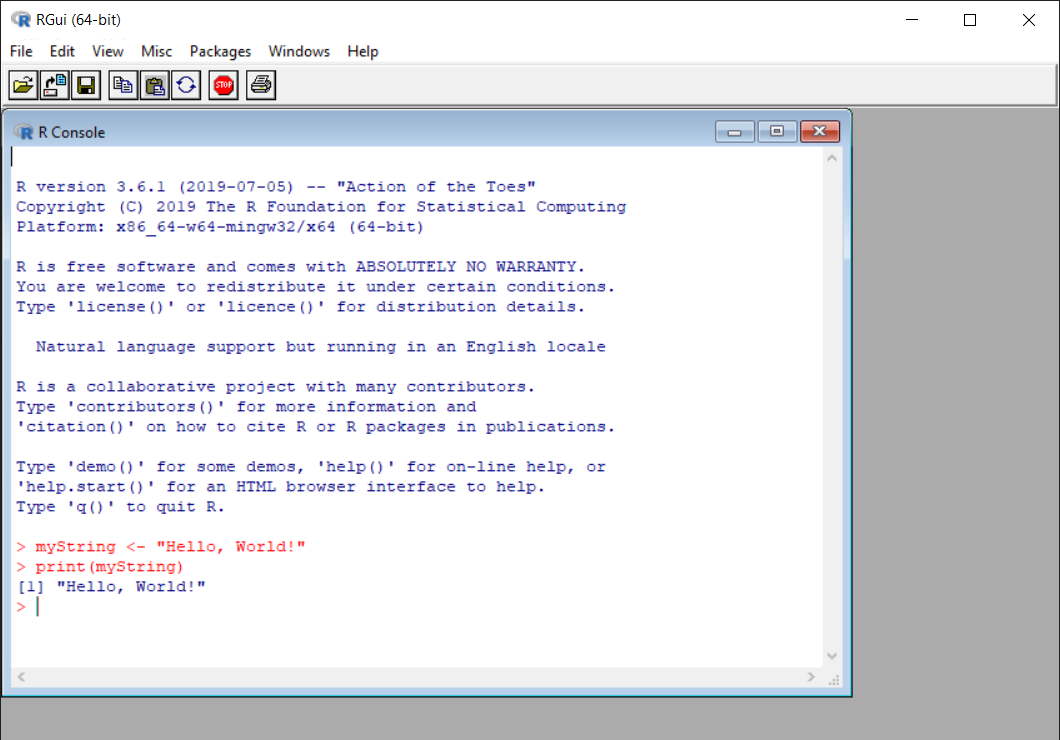 RGui (64-bit)
File Edit View Misc Packages Windows Help
STOP
R Console
R version 3.6.1 (2019-07-05) -- "Action of the Toes"
Copyright (C) 2019 The R Foundation for Statistical Computing
Platform: x86_64-w64-mingw32/x64 (64-bit)
R is free software and comes with ABSOLUTELY NO WARRANTY.
You are welcome to redistribute it under certain conditions.
Type 'license()' or 'licence()' for distribution details.
Natural language support but running in an English locale
R is a collaborative project with many contributors.
Type 'contributors()' for more information and
'citation()' on how to cite R or R packages in publications.
Type 'demo()' for some demos, 'help()' for on-line help, or
'help.start()' for an HTML browser interface to help.
Type 'q()' to quit R.
> myString <- "Hello, World!"
> print(myString)
[1] "Hello, World!"
>